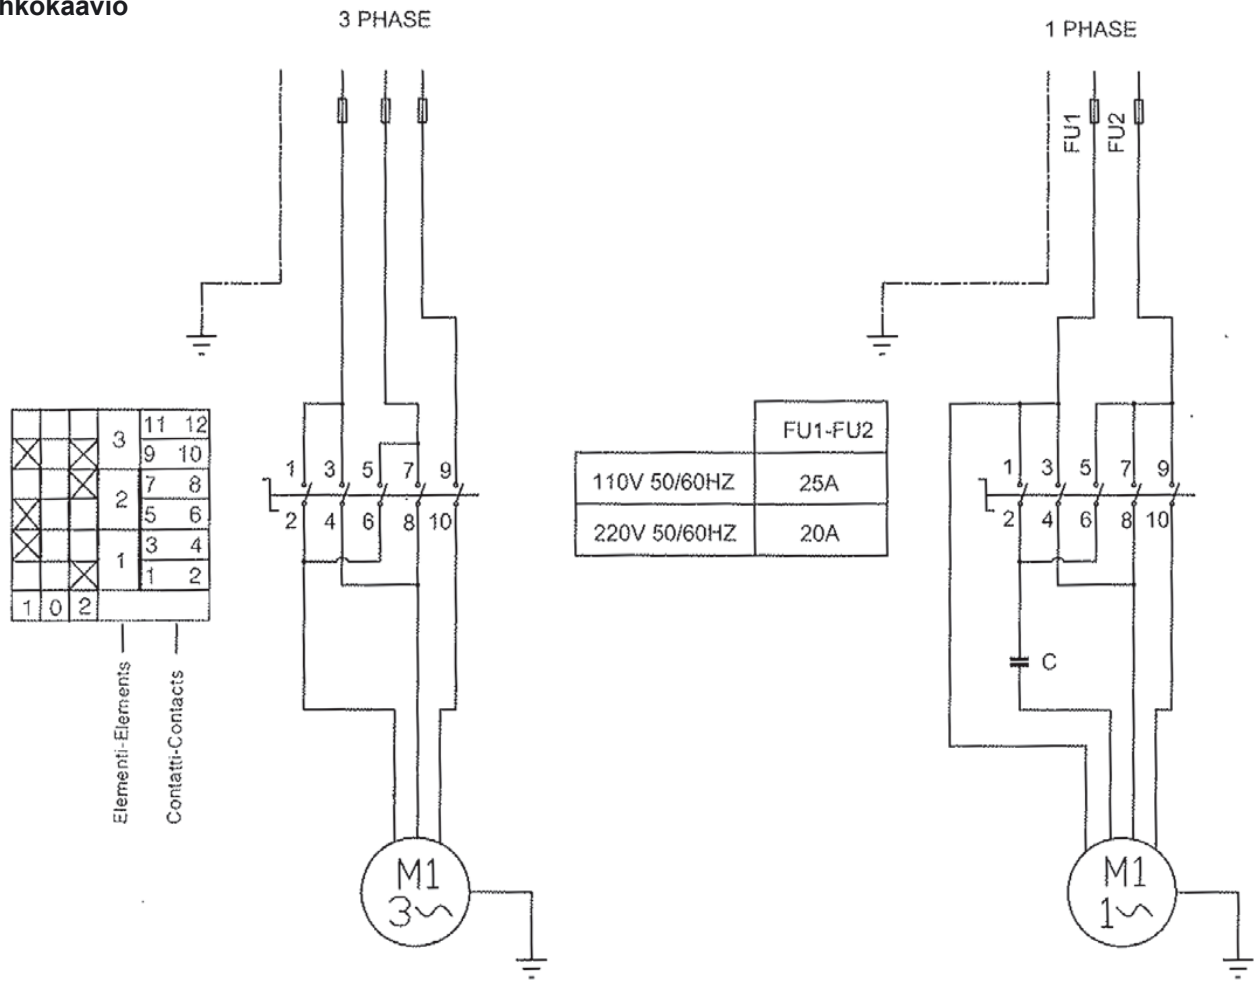 nkokaavio
3 PHASE
1 PHASE
FU1
FU2
11 12
3
9 10
7 8
2
5 6
3 4
1
1 2
1 0 2
Elementi-Elements
Contatti-Contacts
1 3 5 7 9
2 4 6 8 10
FU1-FU2
110V 50/60HZ 25A
220V 50/60HZ 20A
1 3 5 7 9
2 4 6 8 10
C
M1
3~
M1
1~